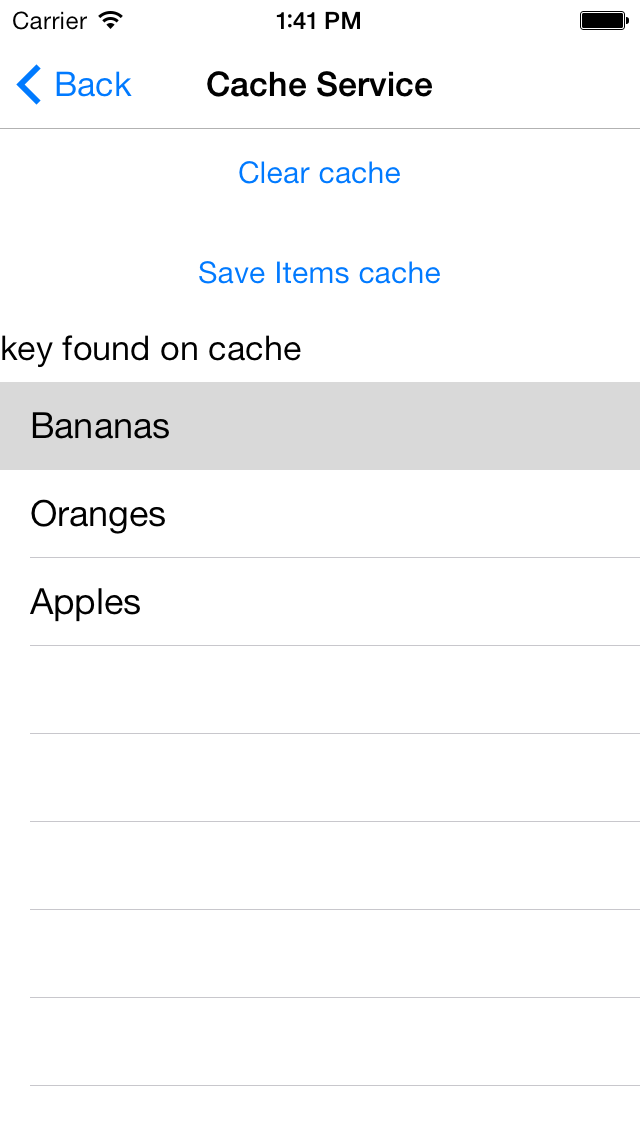 Carrier 1:41 PM
Back Cache Service
Clear cache
Save Items cache
key found on cache
Bananas
Oranges
Apples